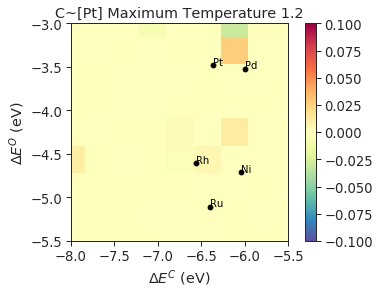 C~[Pt] Maximum Temperature 1.2
−3.0
−3.5
−4.0
−4.5
−5.0
−5.5
ΔE^O (eV)
Pt
Pd
Rh
Ni
Ru
−8.0 −7.5 −7.0 −6.5 −6.0 −5.5
ΔE^C (eV)
0.100
0.075
0.050
0.025
0.000
−0.025
−0.050
−0.075
−0.100